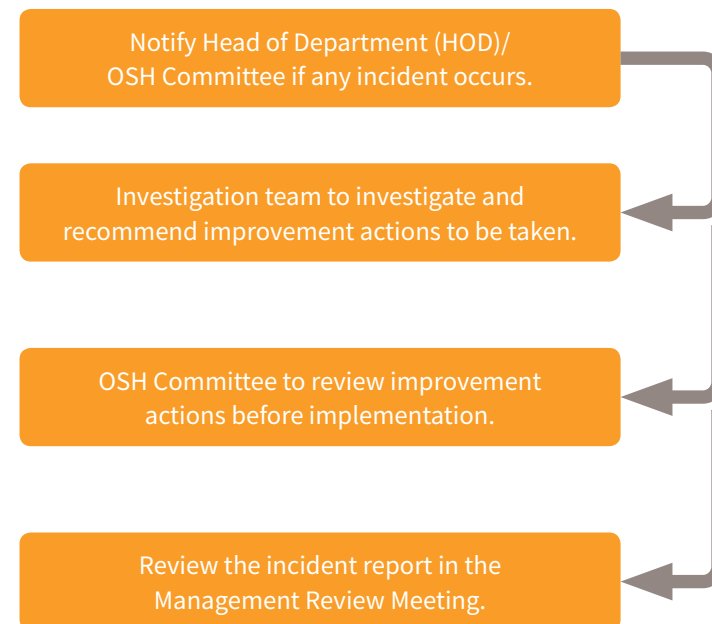 Notify Head of Department (HOD)/
OSH Committee if any incident occurs.
Investigation team to investigate and
recommend improvement actions to be taken.
OSH Committee to review improvement
actions before implementation.
Review the incident report in the
Management Review Meeting.